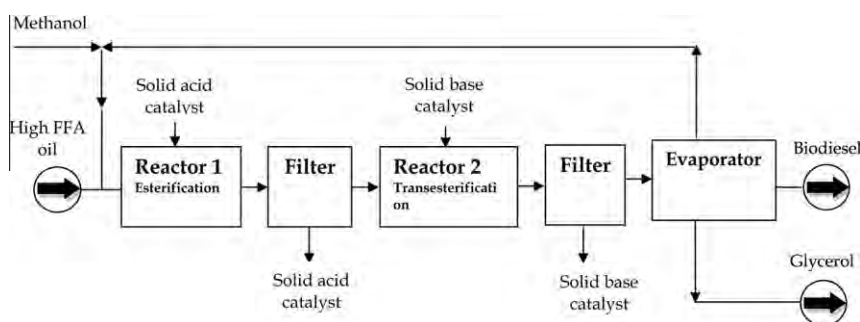 Methanol
Solid acid
catalyst
Solid base
catalyst
High FFA
oil
Reactor 1
Esterification
Filter
Reactor 2
Transesterificati
on
Filter
Evaporator
Biodiesel
Solid acid
catalyst
Solid base
catalyst
Glycerol